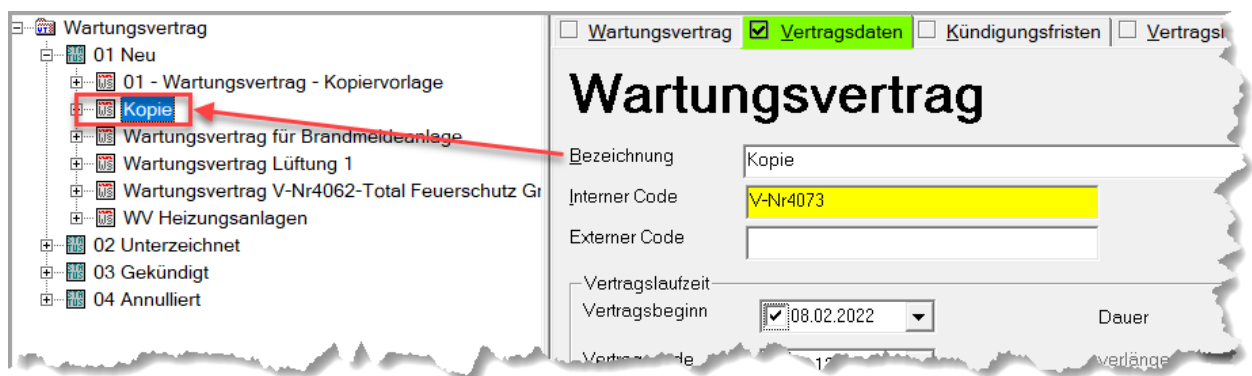 Wartungsvertrag
01 Neu
01 - Wartungsvertrag - Kopiervorlage
Kopie
Wartungsvertrag für Brandmeldeanlage
Wartungsvertrag Lüftung 1
Wartungsvertrag V-Nr4062-Total Feuerschutz Gr
WV Heizungsanlagen
02 Unterzeichnet
03 Gekündigt
04 Annulliert
Wartungsvertrag Vertragsdaten Kündigungsfristen
Wartungsvertrag
Bezeichnung Kopie
Interner Code V-Nr4073
Externer Code
Vertragslaufzeit
Vertragsbeginn 08.02.2022 Dauer